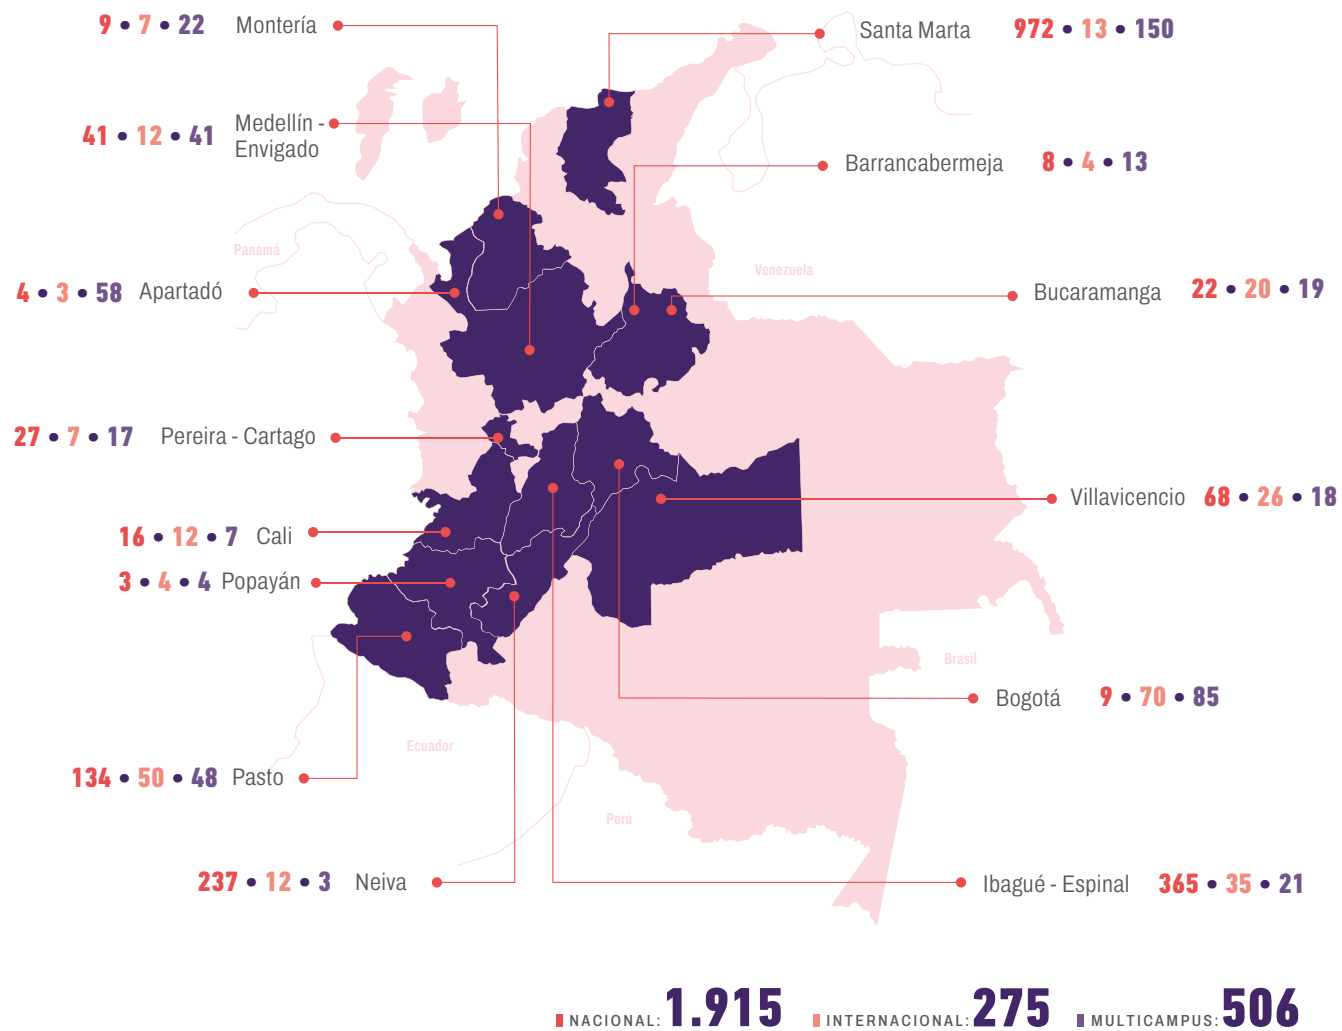 9 • 7 • 22 Montería
Santa Marta 972 • 13 • 150
41 • 12 • 41 Medellín -
Envigado
Barrancabermeja 8 • 4 • 13
Panamá
Venezuela
4 • 3 • 58 Apartadó
Bucaramanga 22 • 20 • 19
27 • 7 • 17 Pereira - Cartago
Villavicencio 68 • 26 • 18
16 • 12 • 7 Cali
3 • 4 • 4 Popayán
Brasil
Bogotá 9 • 70 • 85
Ecuador
134 • 50 • 48 Pasto
Perú
237 • 12 • 3 Neiva
Ibagué - Espinal 365 • 35 • 21
NACIONAL: 1.915 INTERNACIONAL: 275 MULTICAMPUS: 506